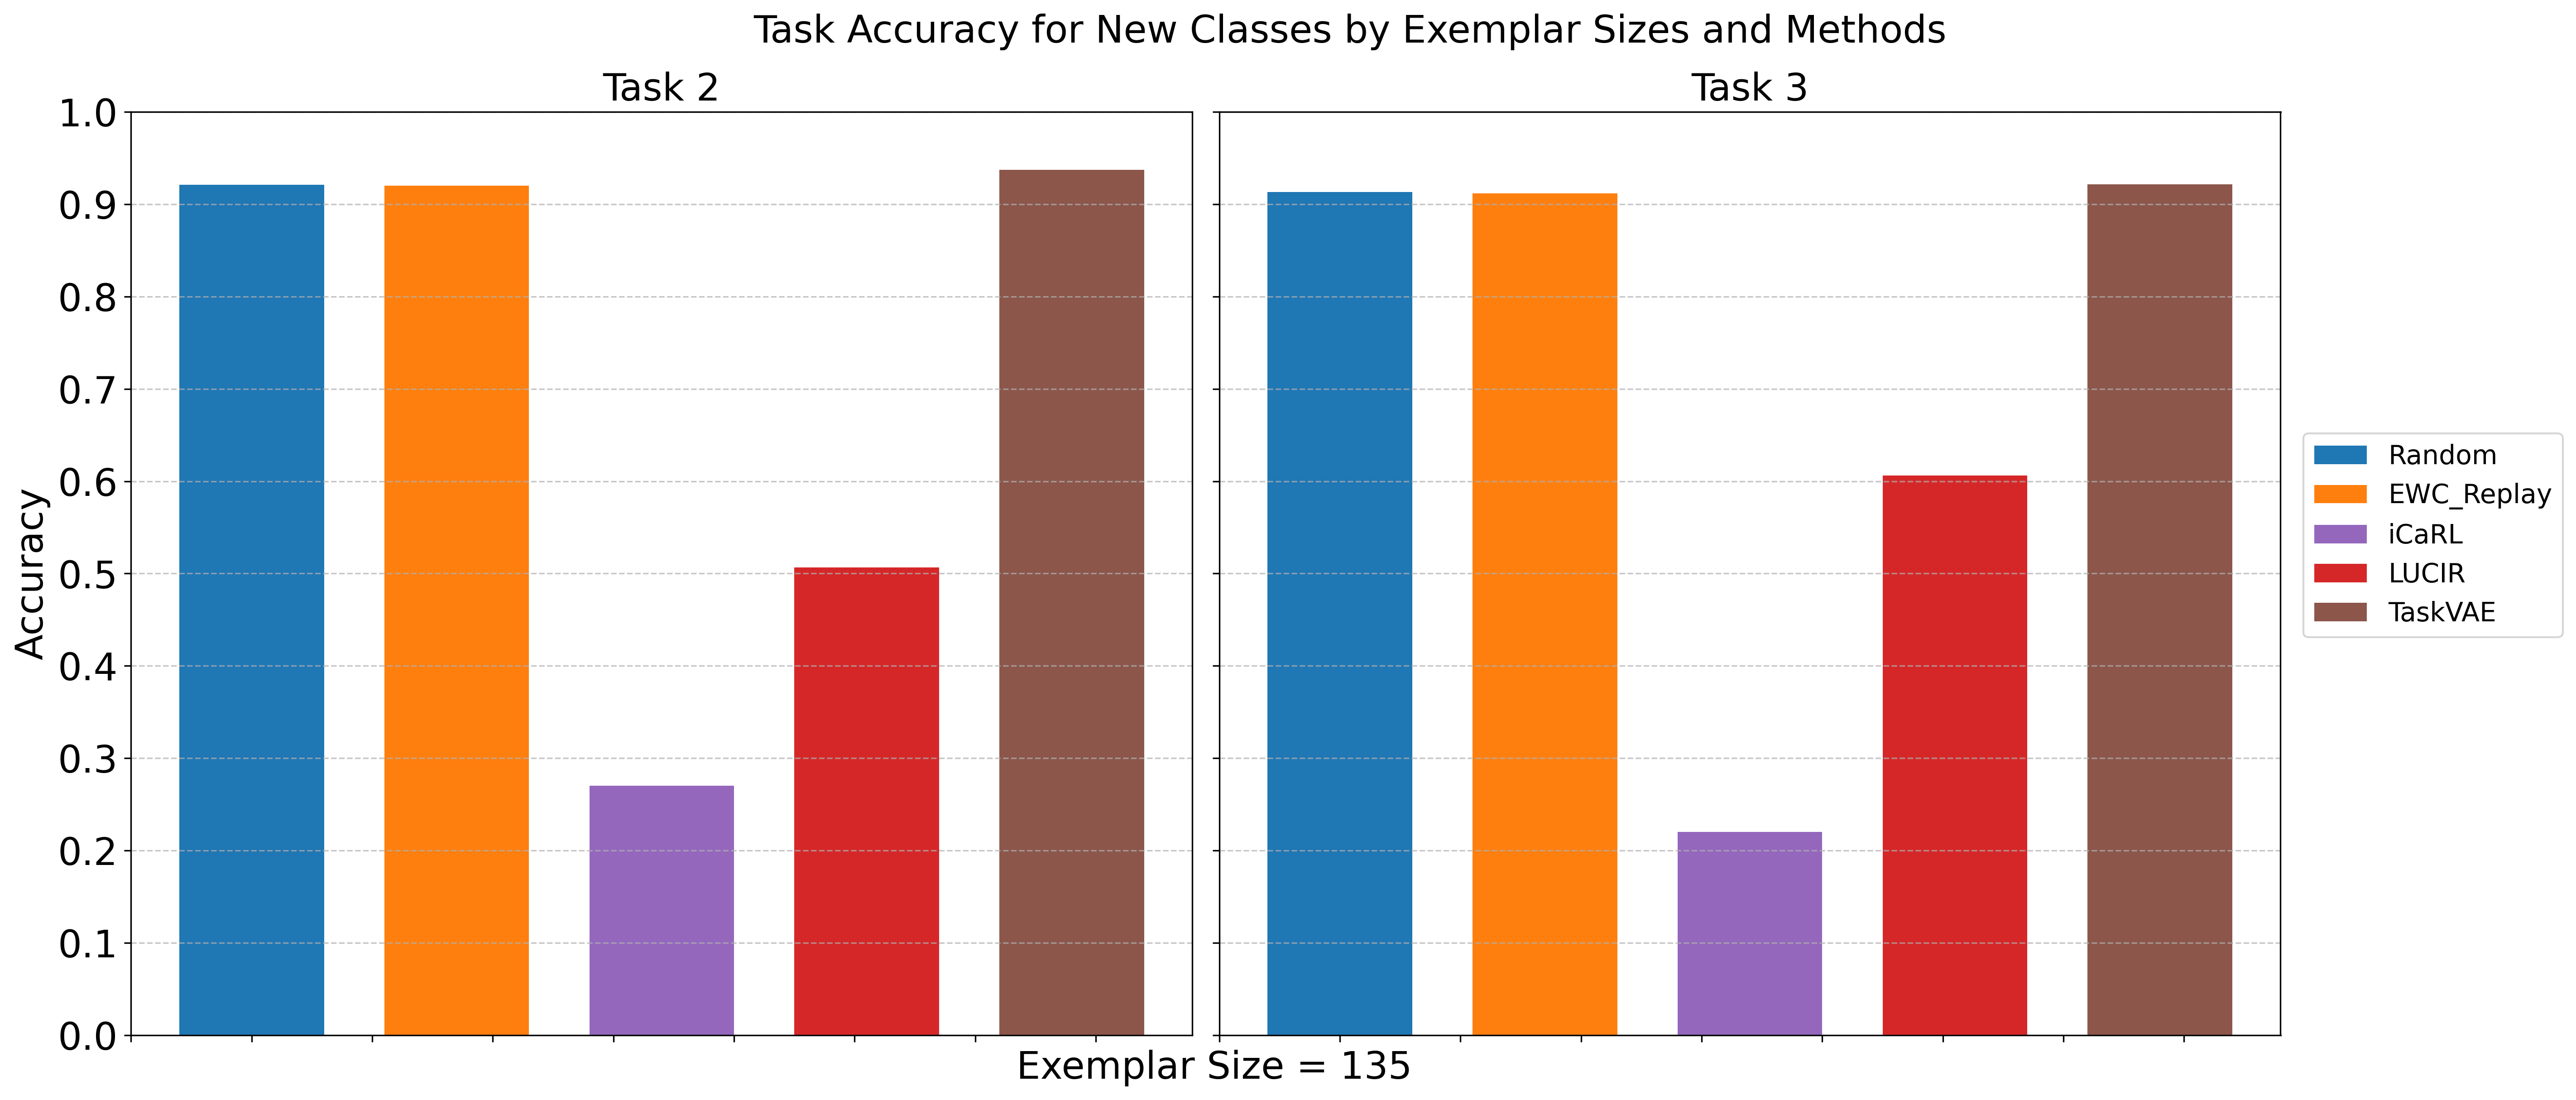 Task Accuracy for New Classes by Exemplar Sizes and Methods
Task 2
Task 3
1.0
0.9
0.8
0.7
0.6
0.5
0.4
0.3
0.2
0.1
0.0
Accuracy
Exemplar Size = 135
Random
EWC_Replay
iCaRL
LUCIR
TaskVAE